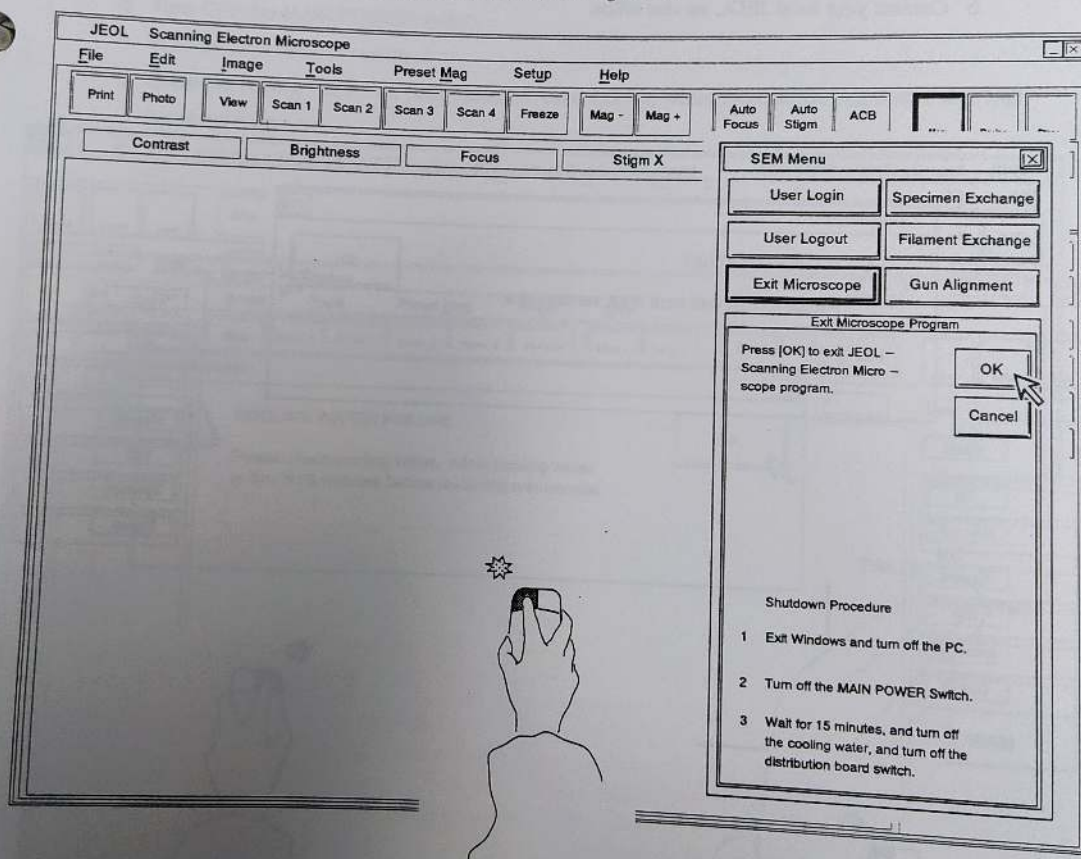 JEOL Scanning Electron Microscope
File Edit Image Tools Preset Mag Setup Help
Print Photo View Scan 1 Scan 2 Scan 3 Scan 4 Freeze Mag - Mag + Auto Focus Auto Stigm ACB
Contrast Brightness Focus Stigm X
SEM Menu
User Login Specimen Exchange
User Logout Filament Exchange
Exit Microscope Gun Alignment
Exit Microscope Program
Press [OK] to exit JEOL –
Scanning Electron Micro –
scope program.
OK
Cancel
Shutdown Procedure
1 Exit Windows and turn off the PC.
2 Turn off the MAIN POWER Switch.
3 Wait for 15 minutes, and turn off
the cooling water, and turn off the
distribution board switch.